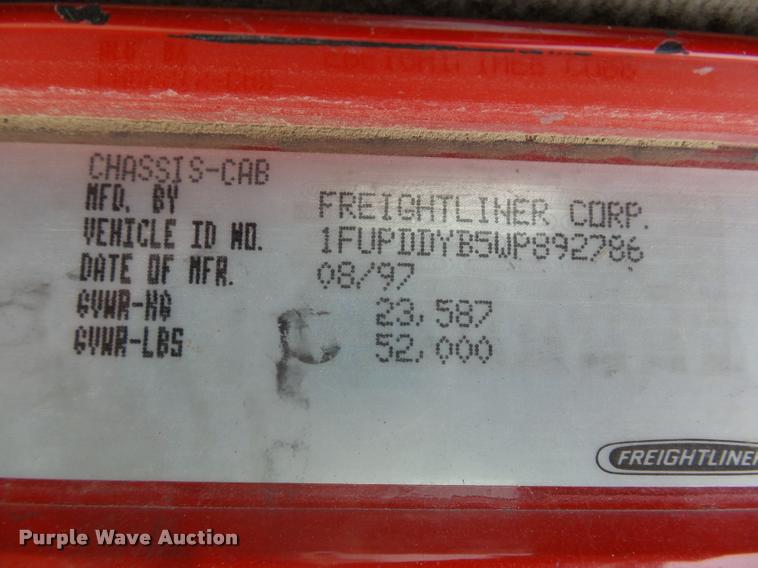 CHASSIS-CAB
MFD. BY FREIGHTLINER CORP.
VEHICLE ID NO. 1FUPDDYB5WP892786
DATE OF MFR. 08/97
GVWR-KG 23,587
GVWR-LBS 52,000
FREIGHTLINER
Purple Wave Auction